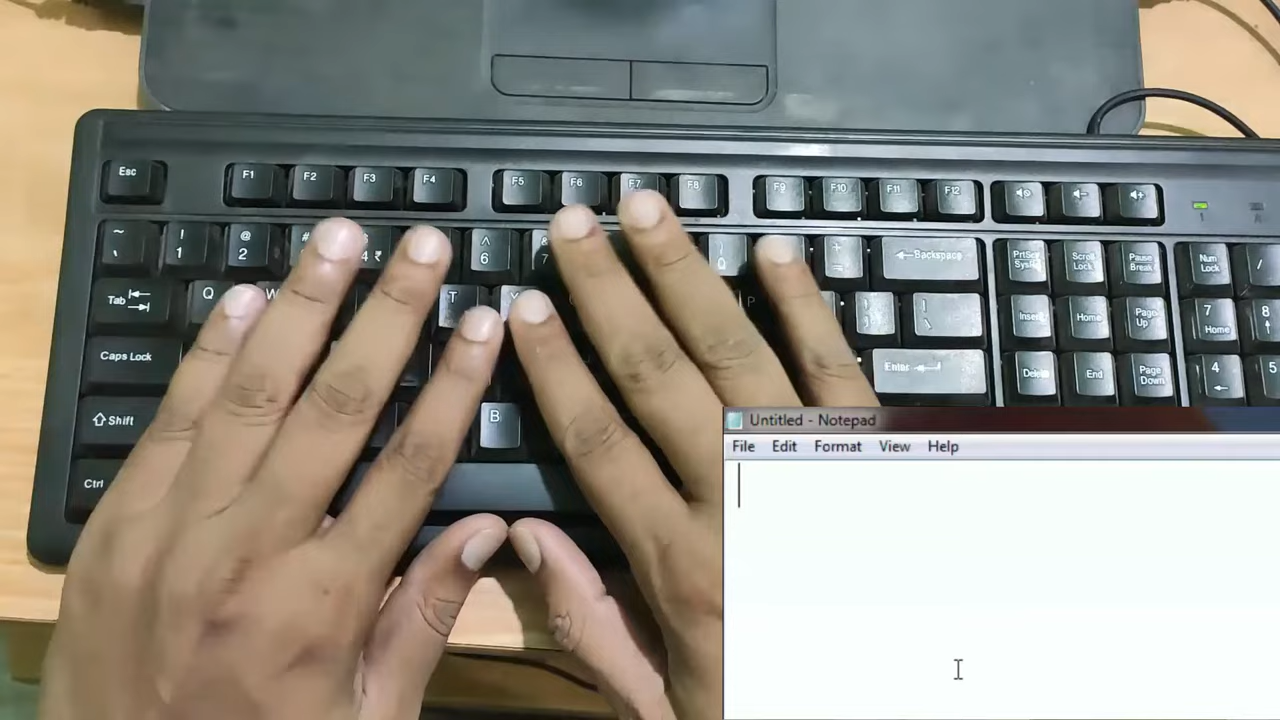 Esc F1 F2 F3 F4 F5 F6 F7 F8 F9 F10 F11 F12
~ ` ! 1 @ 2 # 4 ₹ ^ 6 & 7 + = ←Backspace PrtScr SysRq Scroll Lock Pause Break Num Lock /
Tab Q W T P Insert Home Page Up 7 Home 8
Caps Lock Enter Delete End Page Down 4 5
Shift B
Ctrl
Untitled - Notepad
File Edit Format View Help